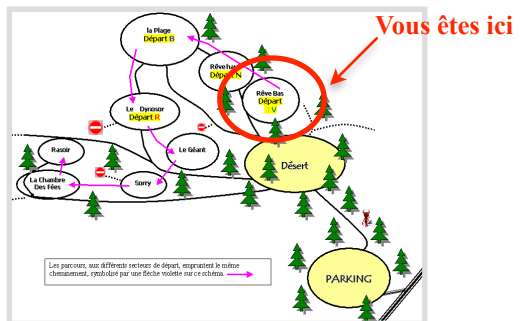 Vous êtes ici
la Plage
Départ B
Rêve haut
Départ N
Rêve Bas
Départ
V
Le Dynosor
Départ R
Le Géant
Rasoir
Désert
La Chambre
Des Fées
Sorry
PARKING
Les parcours, aux différents secteurs de départ, empruntent le même
cheminement, symbolisé par une flèche violette sur ce schéma.